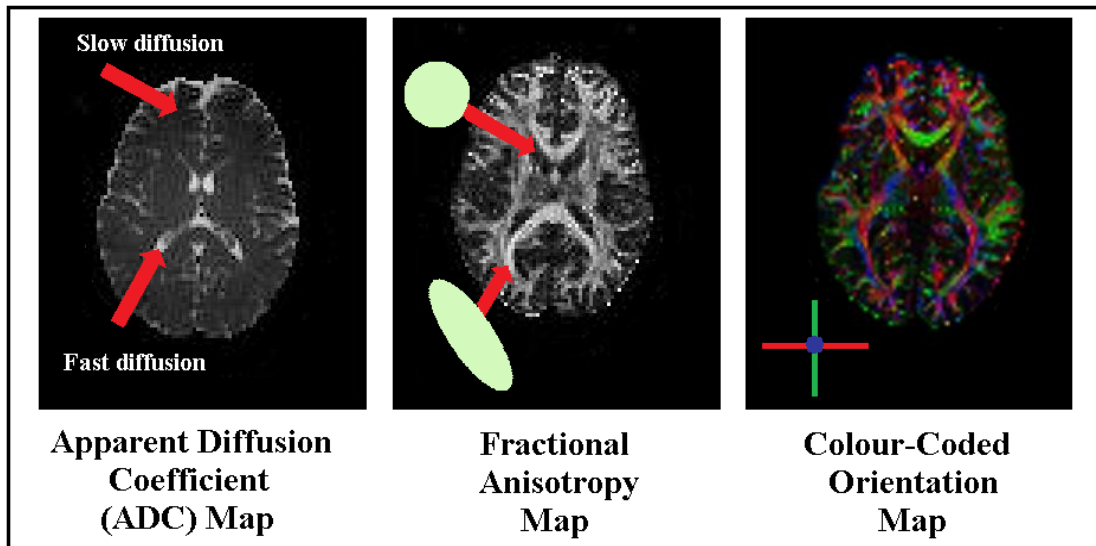 Slow diffusion
Fast diffusion
Apparent Diffusion
Coefficient
(ADC) Map
Fractional
Anisotropy
Map
Colour-Coded
Orientation
Map